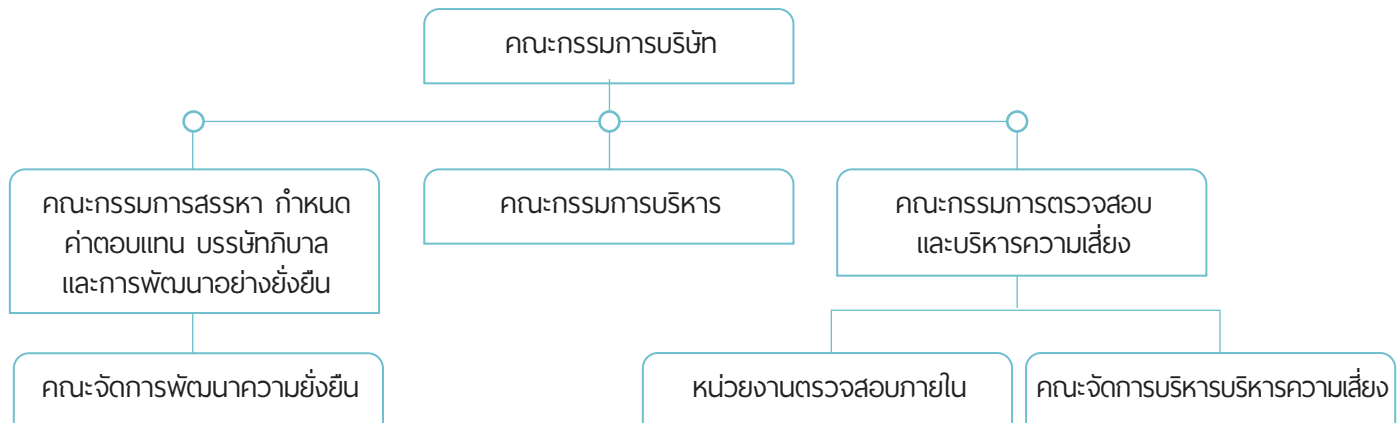 คณะกรรมการบริษัท
คณะกรรมการสรรหา กำหนด
ค่าตอบแทน บรรษัทภิบาล
และการพัฒนาอย่างยั่งยืน
คณะกรรมการบริหาร
คณะกรรมการตรวจสอบ
และบริหารความเสี่ยง
คณะจัดการพัฒนาความยั่งยืน
หน่วยงานตรวจสอบภายใน
คณะจัดการบริหารบริหารความเสี่ยง